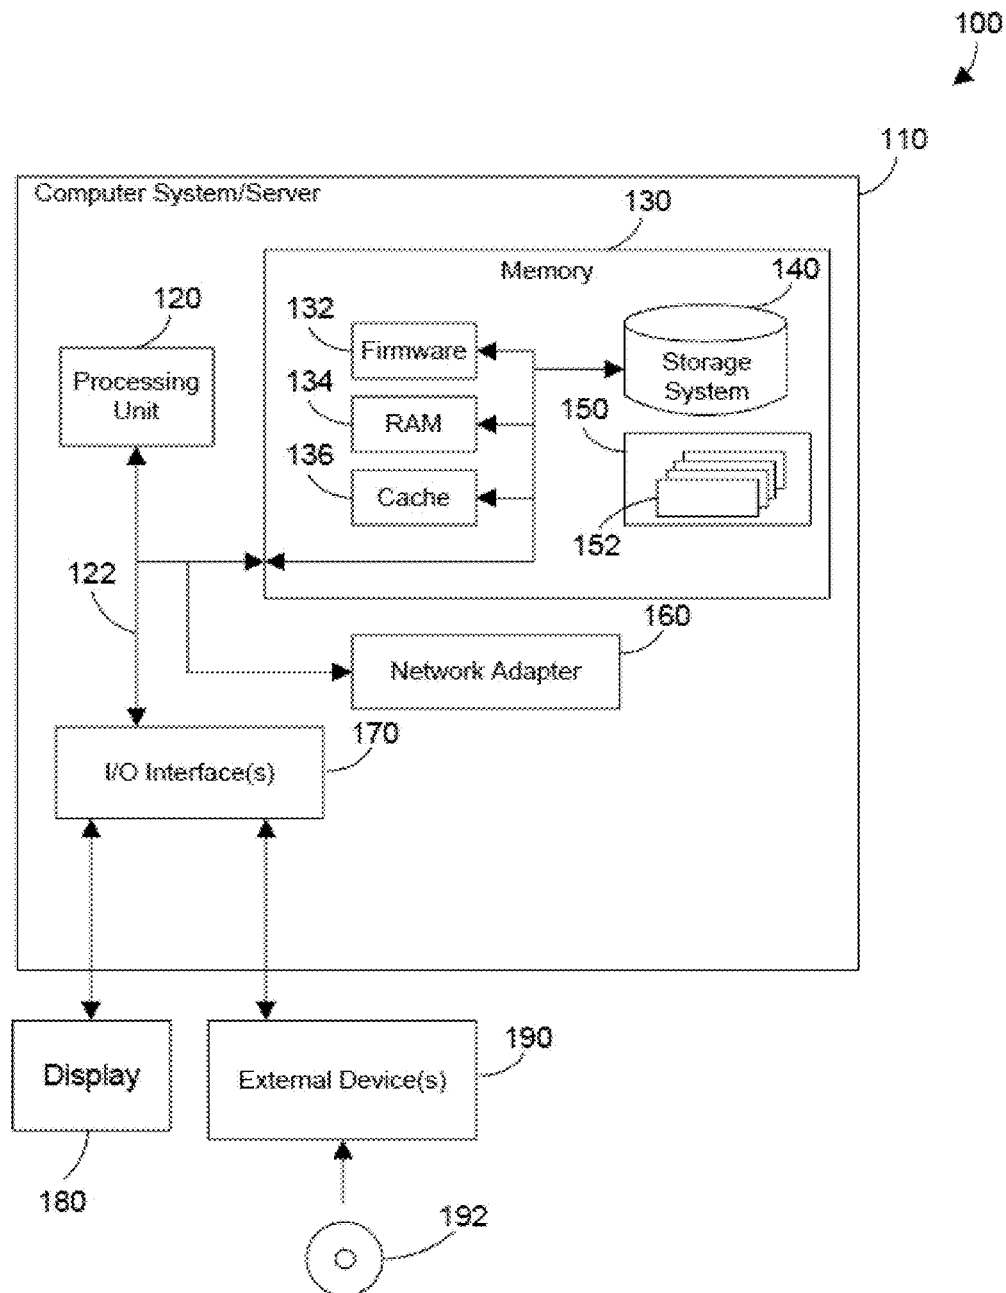 100
110
Computer System/Server
130
Memory
140
120
132
Firmware
Storage
System
Processing
Unit
134
RAM
150
136
Cache
152
122
160
Network Adapter
170
I/O Interface(s)
190
Display
External Device(s)
180
192